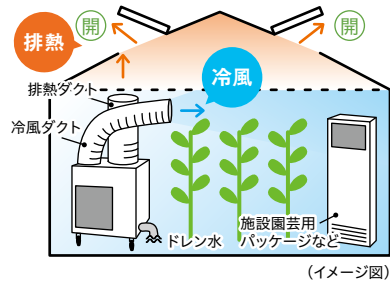 開
開
排熱
冷風
排熱ダクト
冷風ダクト
ドレン水
施設園芸用
パッケージなど
(イメージ図)